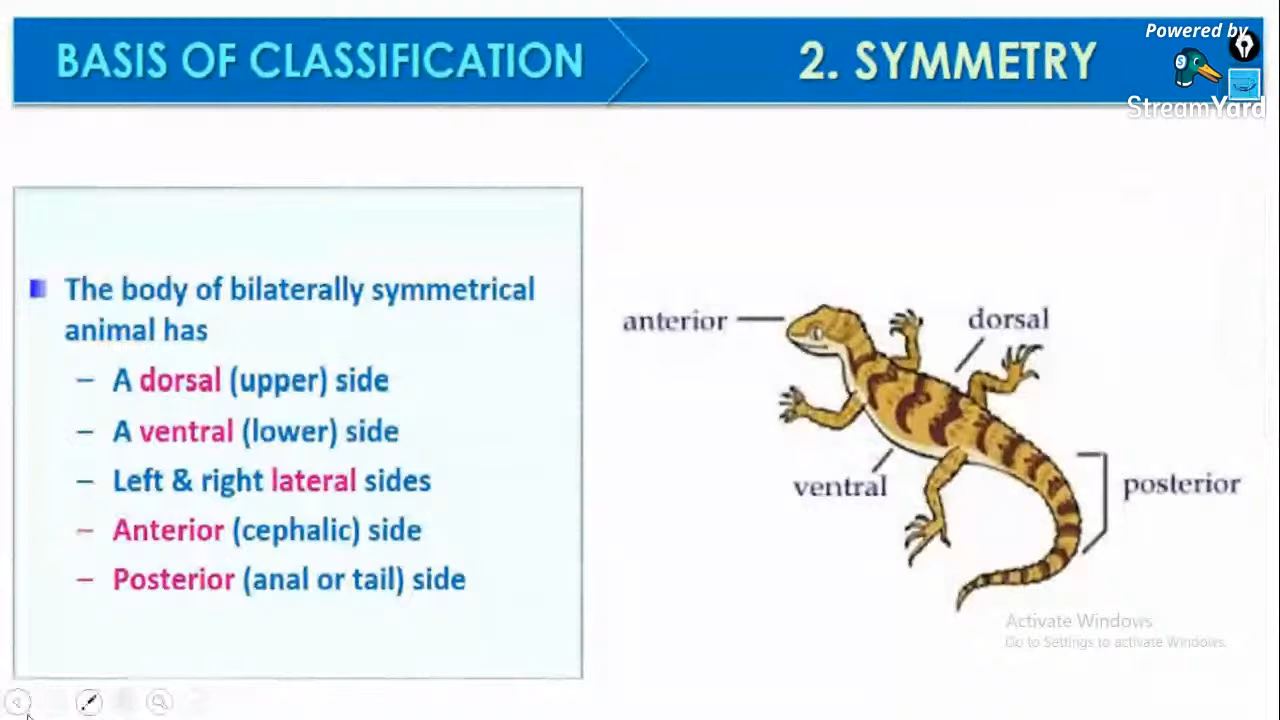 BASIS OF CLASSIFICATION
2. SYMMETRY
Powered by
StreamYard
The body of bilaterally symmetrical
animal has
– A dorsal (upper) side
– A ventral (lower) side
– Left & right lateral sides
– Anterior (cephalic) side
– Posterior (anal or tail) side
anterior
dorsal
ventral
posterior
Activate Windows
Go to Settings to activate Windows.